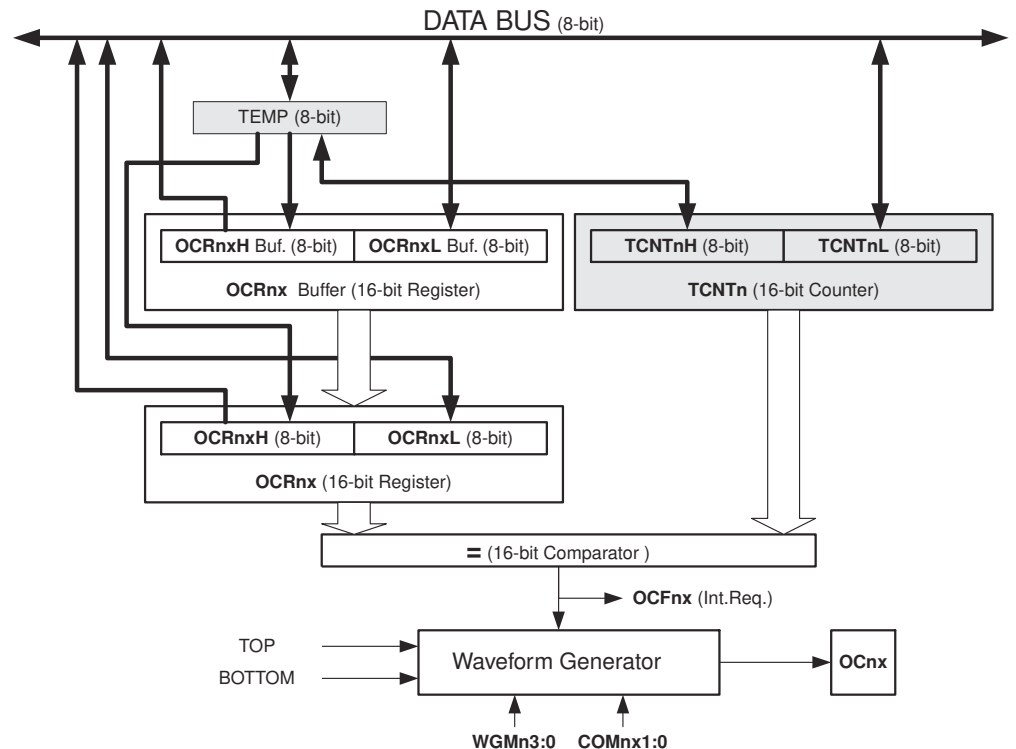 DATA BUS (8-bit)
TEMP (8-bit)
OCRnxH Buf. (8-bit)
OCRnxL Buf. (8-bit)
TCNTnH (8-bit)
TCNTnL (8-bit)
OCRnx Buffer (16-bit Register)
TCNTn (16-bit Counter)
OCRnxH (8-bit)
OCRnxL (8-bit)
OCRnx (16-bit Register)
= (16-bit Comparator )
OCFnx (Int.Req.)
TOP
BOTTOM
Waveform Generator
OCnx
WGMn3:0
COMnx1:0